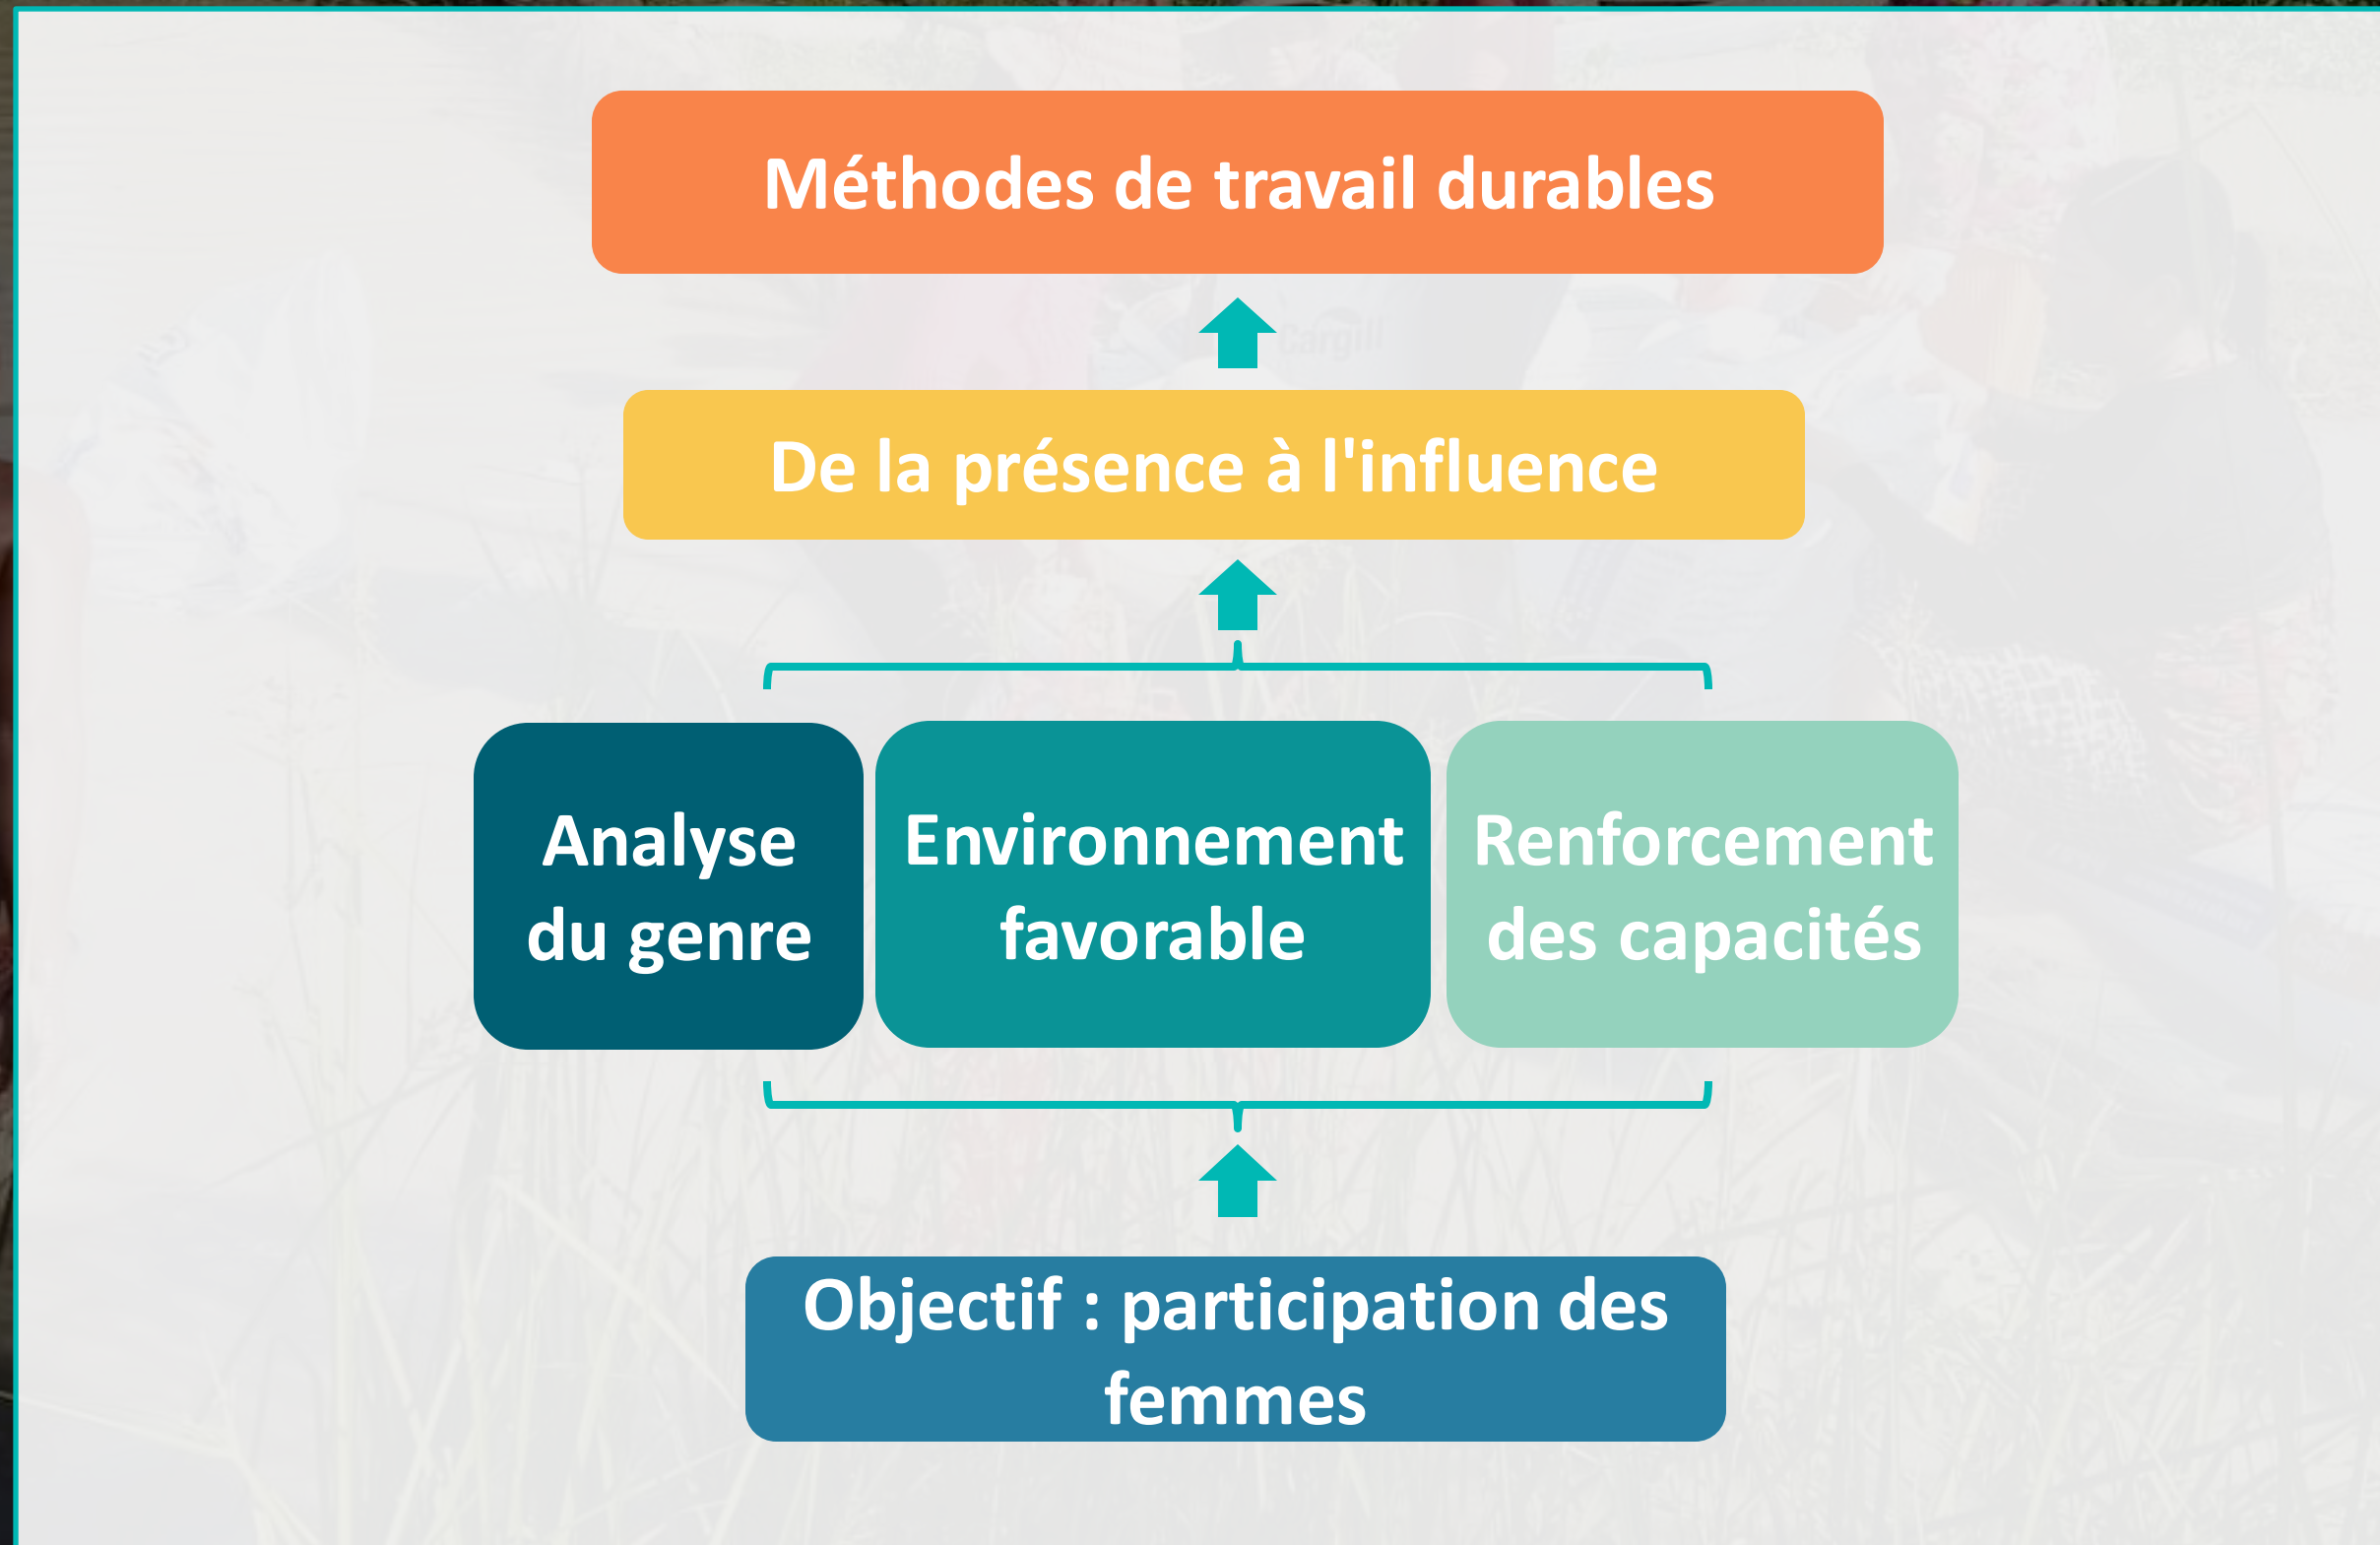 Méthodes de travail durables
Cargill
De la présence à l'influence
Analyse
du genre
Environnement
favorable
Renforcement
des capacités
Objectif : participation des
femmes